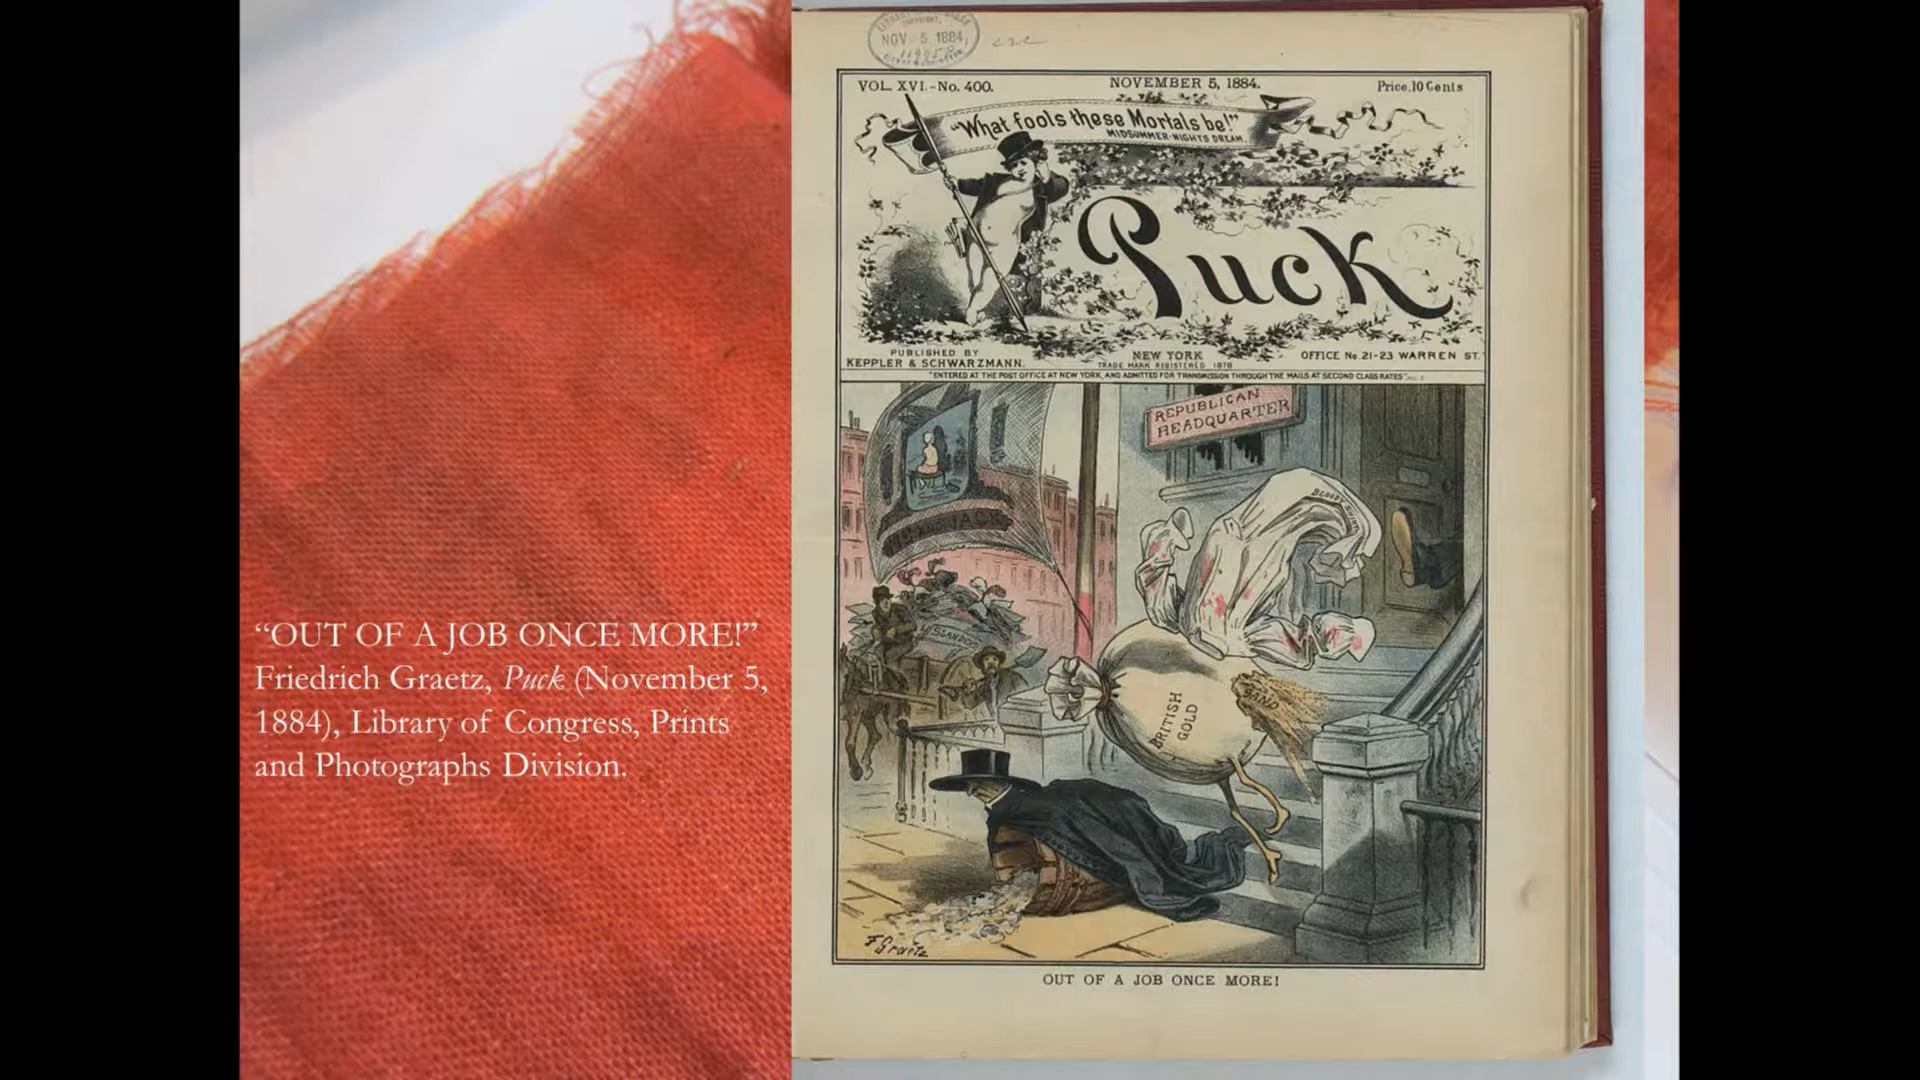 “OUT OF A JOB ONCE MORE!”
Friedrich Graetz, Puck (November 5,
1884), Library of Congress, Prints
and Photographs Division.
NOV 5 1884
VOL. XVI.-No. 400.
NOVEMBER 5, 1884.
Price, 10 Cents
"What fools these Mortals be!"
MIDSUMMER-NIGHTS DREAM.
Puck
PUBLISHED BY
KEPPLER & SCHWARZMANN.
NEW YORK
TRADE MARK REGISTERED 1878
OFFICE No. 21-23 WARREN ST.
"ENTERED AT THE POST OFFICE AT NEW YORK, AND ADMITTED FOR TRANSMISSION THROUGH THE MAILS AT SECOND CLASS RATES"
REPUBLICAN
HEADQUARTER
BLOODY SHIRT
JACK
SAND
BRITISH
GOLD
F Graetz
OUT OF A JOB ONCE MORE!